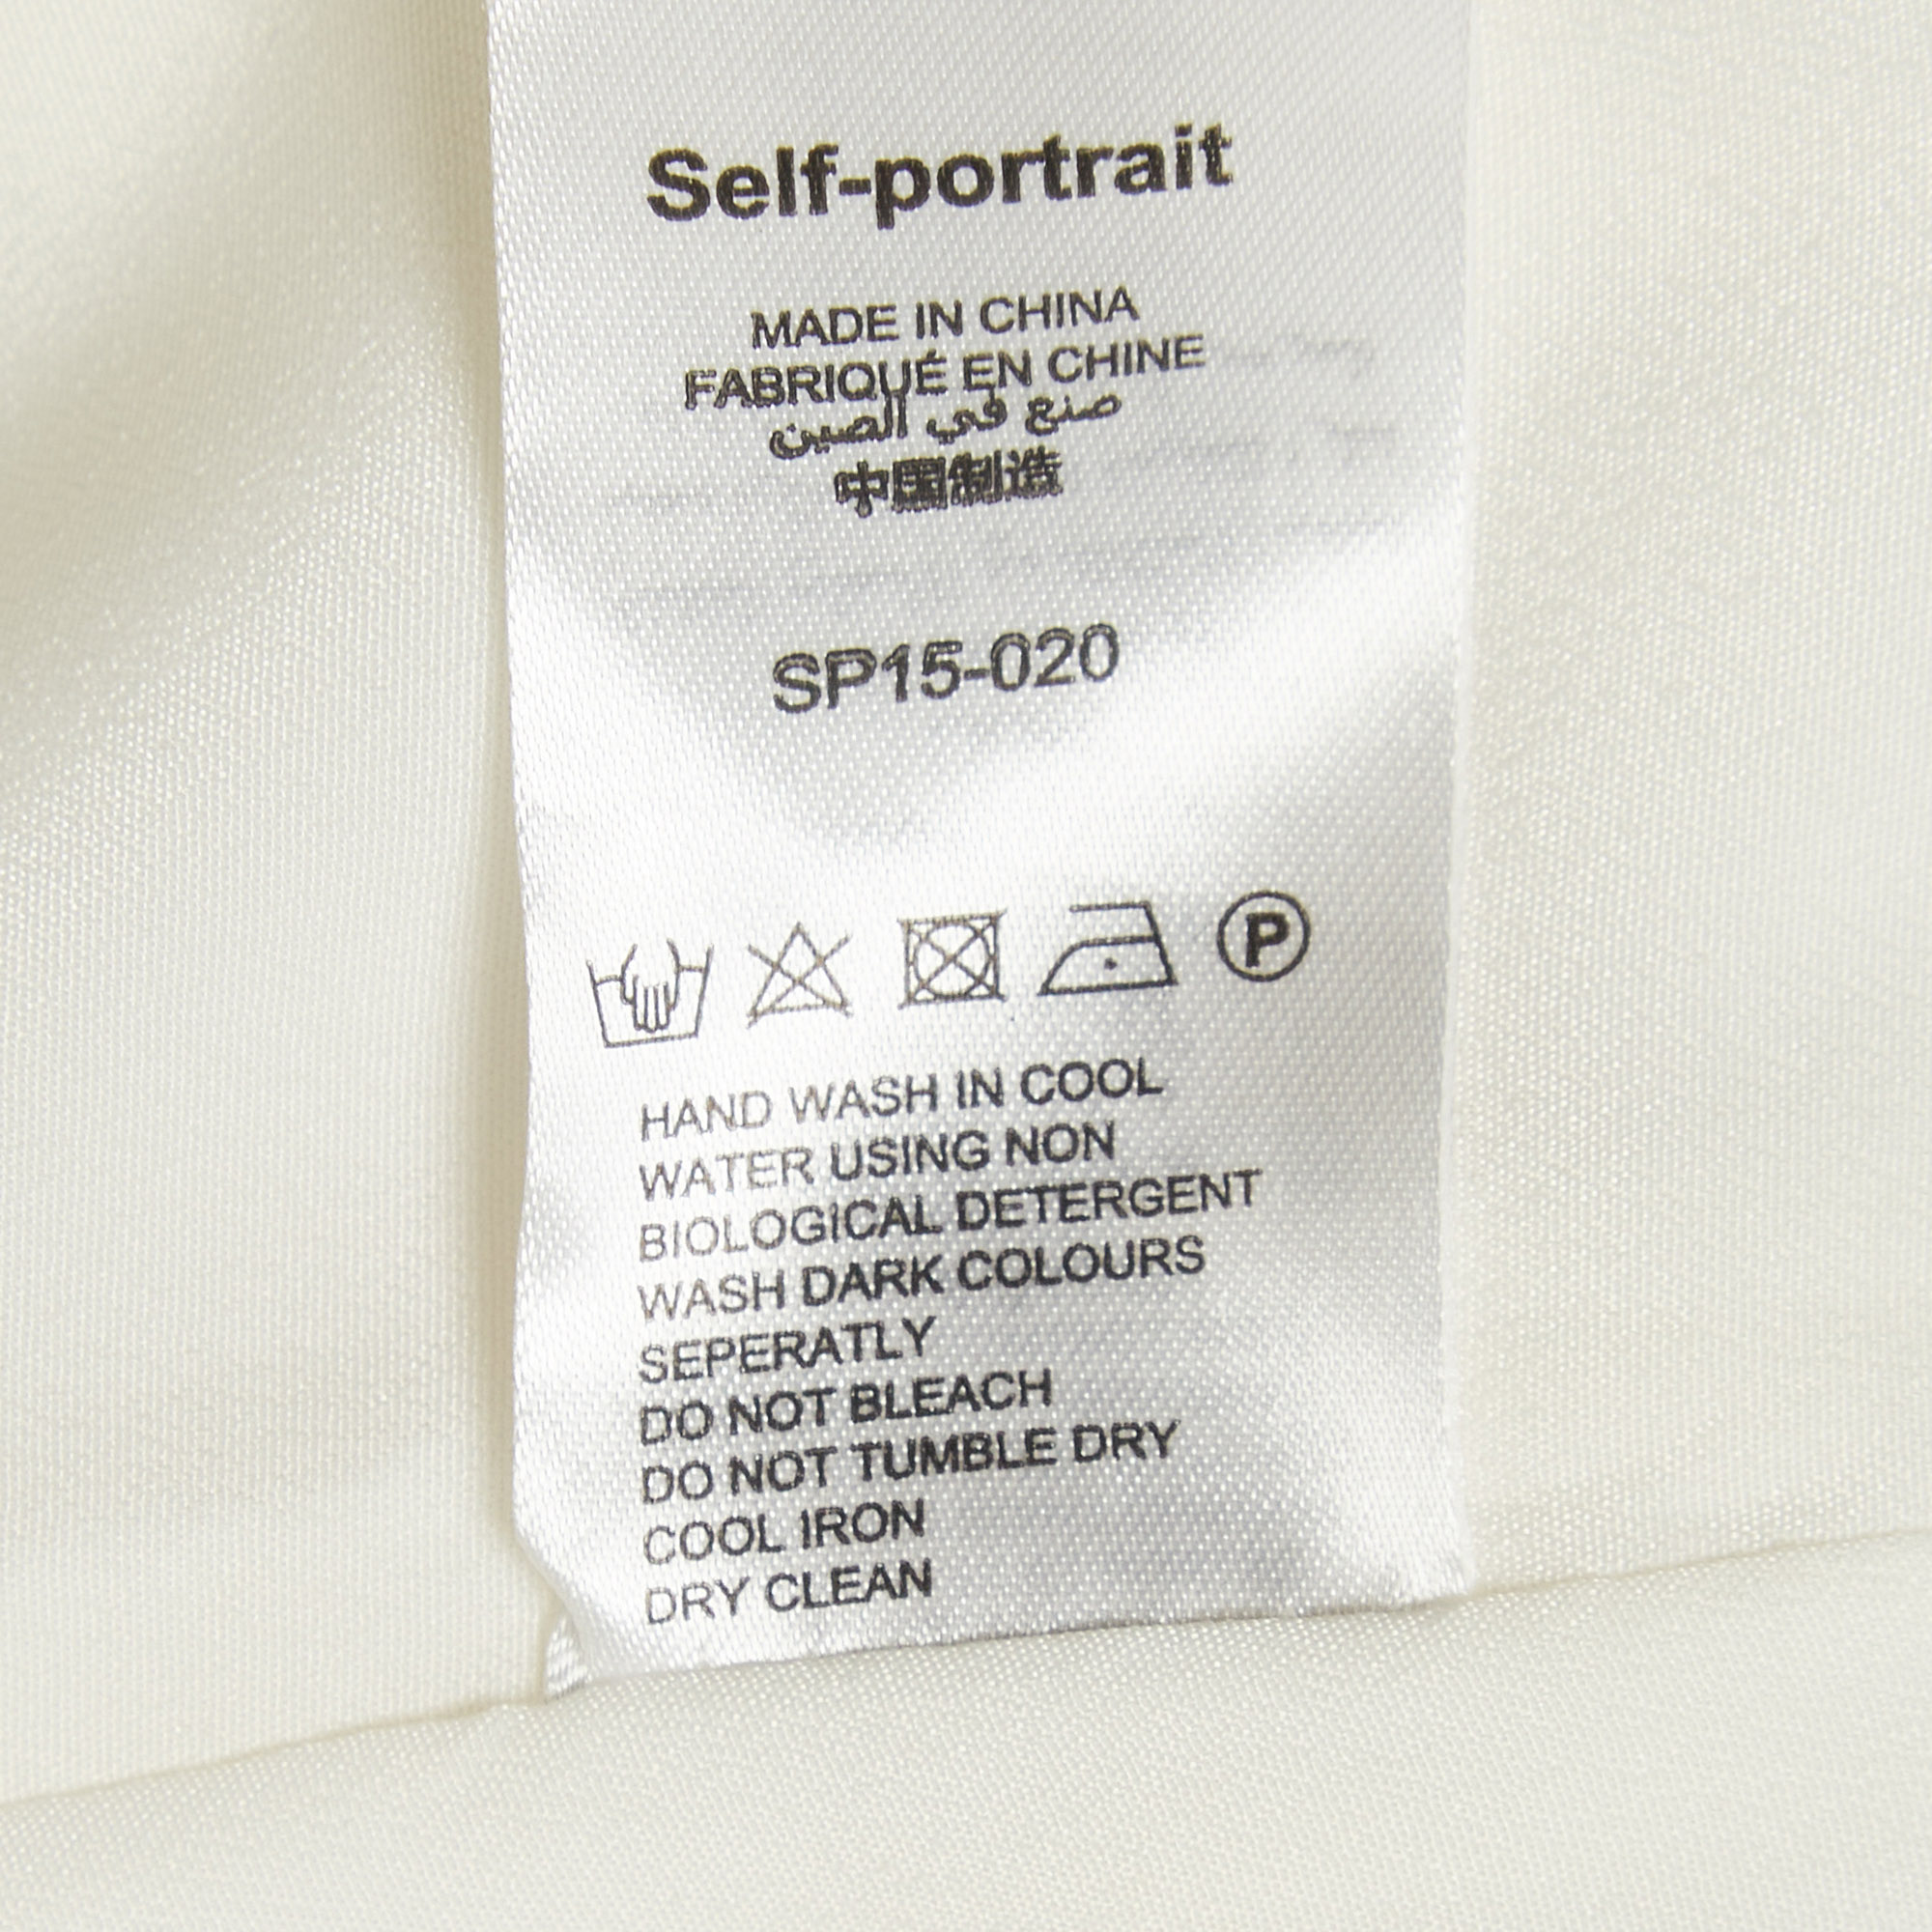 Self-portrait
MADE IN CHINA
FABRIQUÉ EN CHINE
صنع في الصين
中国制造
SP15-020
P
HAND WASH IN COOL
WATER USING NON
BIOLOGICAL DETERGENT
WASH DARK COLOURS
SEPERATLY
DO NOT BLEACH
DO NOT TUMBLE DRY
COOL IRON
DRY CLEAN